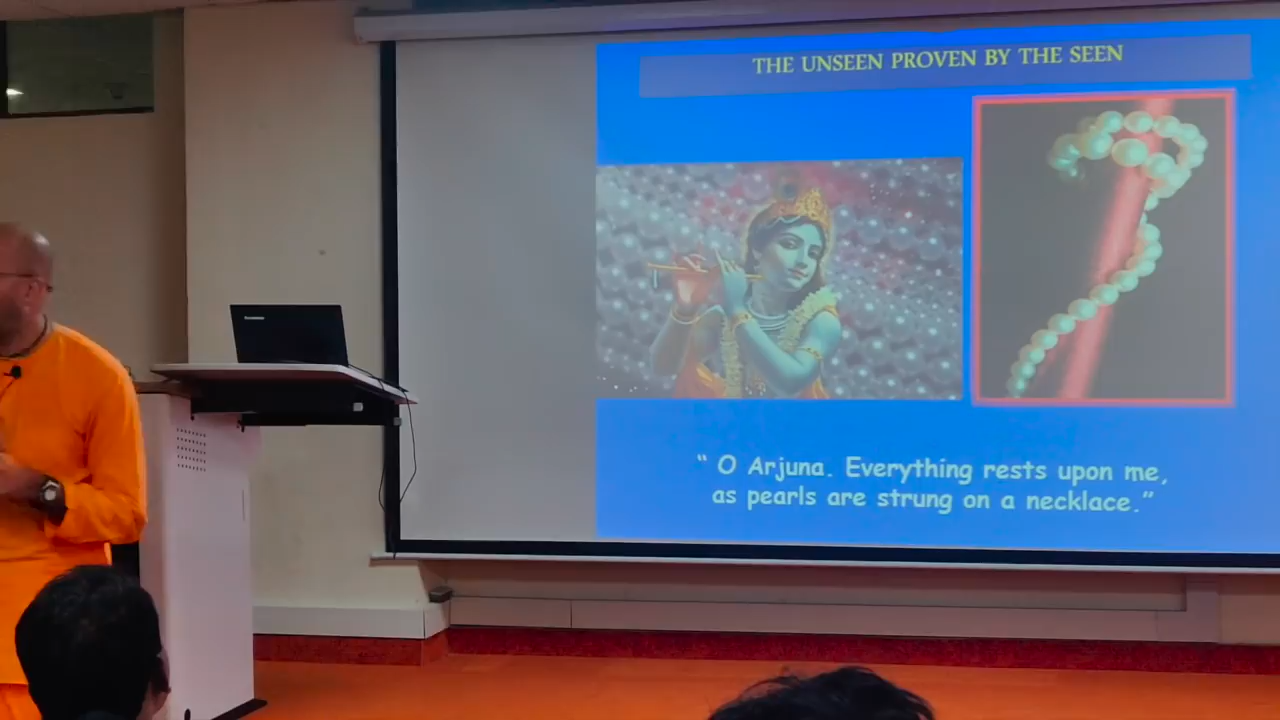 THE UNSEEN PROVEN BY THE SEEN
“ O Arjuna. Everything rests upon me,
as pearls are strung on a necklace.”